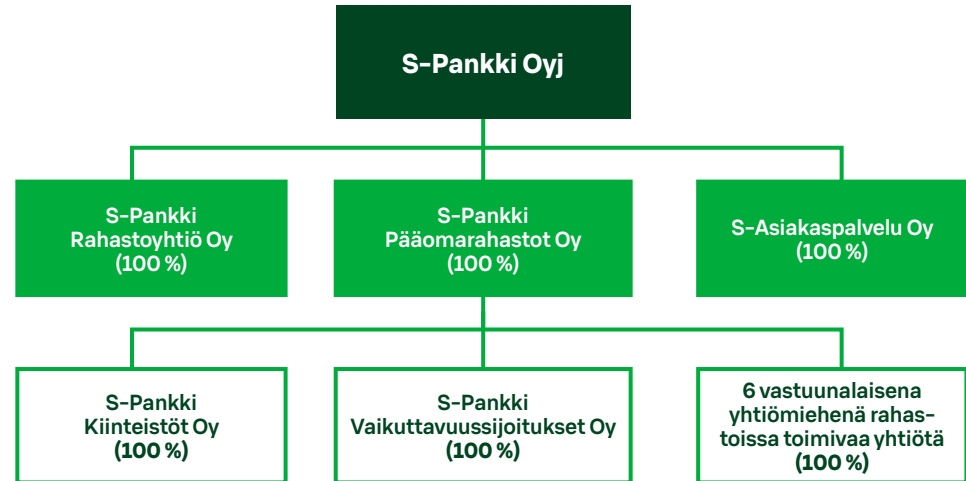 S-Pankki Oyj
S-Pankki
Rahastoyhtiö Oy
(100 %)
S-Pankki
Pääomarahastot Oy
(100 %)
S-Asiakaspalvelu Oy
(100 %)
S-Pankki
Kiinteistöt Oy
(100 %)
S-Pankki
Vaikuttavuussijoitukset Oy
(100 %)
6 vastuunalaisena
yhtiömiehenä rahas-
toissa toimivaa yhtiötä
(100 %)